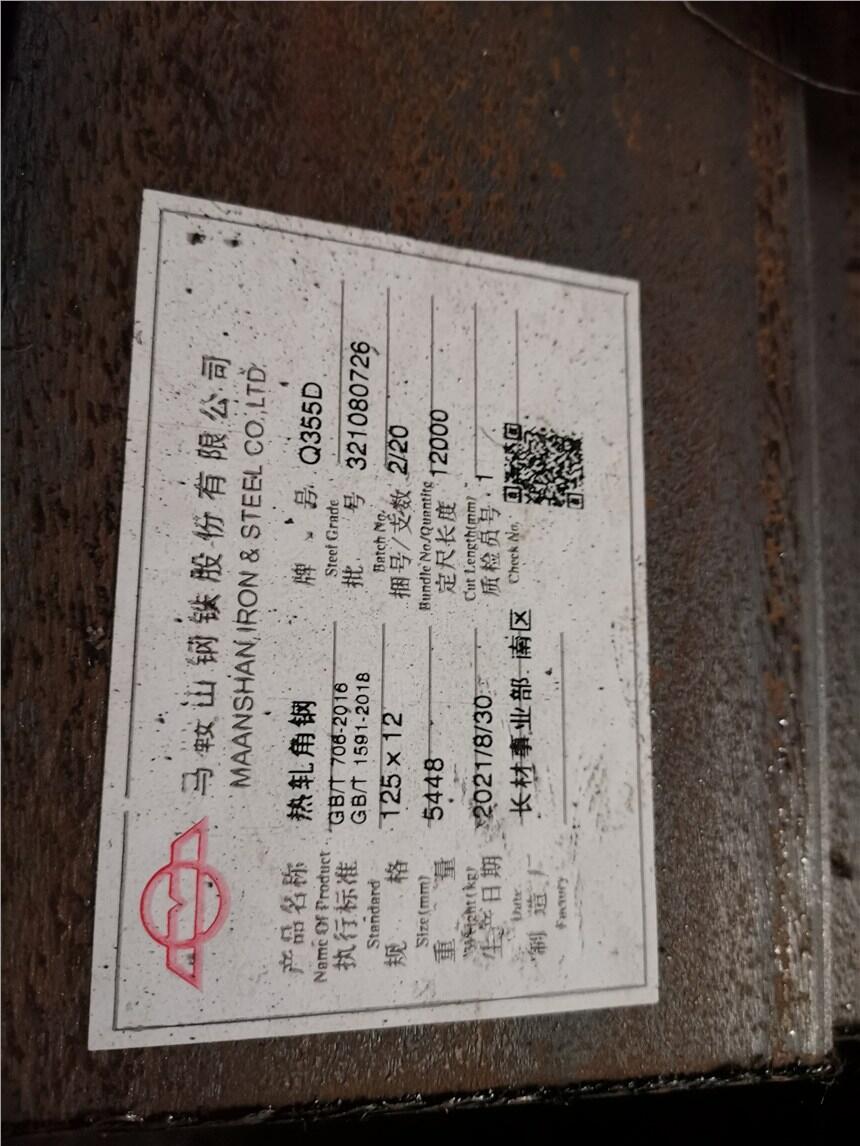 马鞍山钢铁股份有限公司
MAANSHAN IRON & STEEL CO.,LTD.
产品名称 热轧角钢
Name Of Product
执行标准 GB/T 706-2016
GB/T 1591-2018
Standard
规 格 125×12
Size(mm)
重 量 5448
Weight(kg)
生产日期 2021/8/30
Date
制 造 厂 长材事业部 南区
Factory
牌 号 Q355D
Steel Grade
批 号 321080726
Batch No.
捆号/支数 2/20
Bundle No/Quantity
定尺长度 12000
Cut Length(mm)
质检员号 1
Check No.